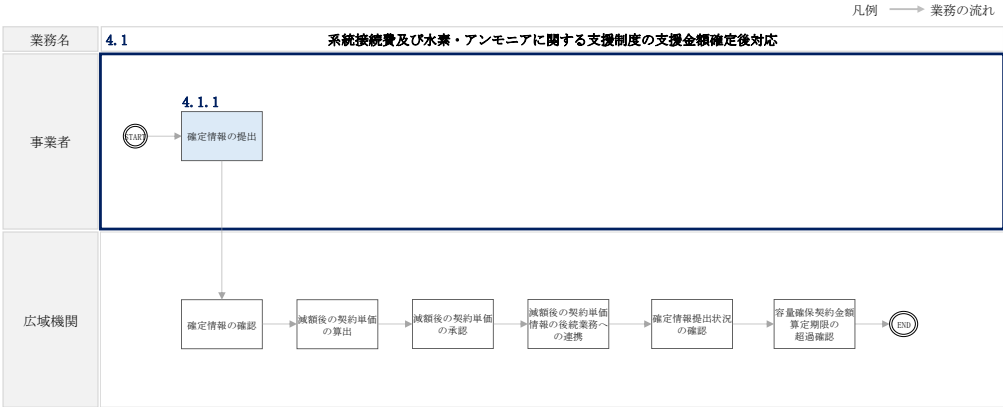 凡例 業務の流れ
業務名 4.1 系統接続費及び水素・アンモニアに関する支援制度の支援金額確定後対応
事業者
4.1.1
START
確定情報の提出
広域機関
確定情報の確認
減額後の契約単価
の算出
減額後の契約単価
の承認
減額後の契約単価
情報の後続業務へ
の連携
確定情報提出状況
の確認
容量確保契約金額
算定期限の
超過確認
END